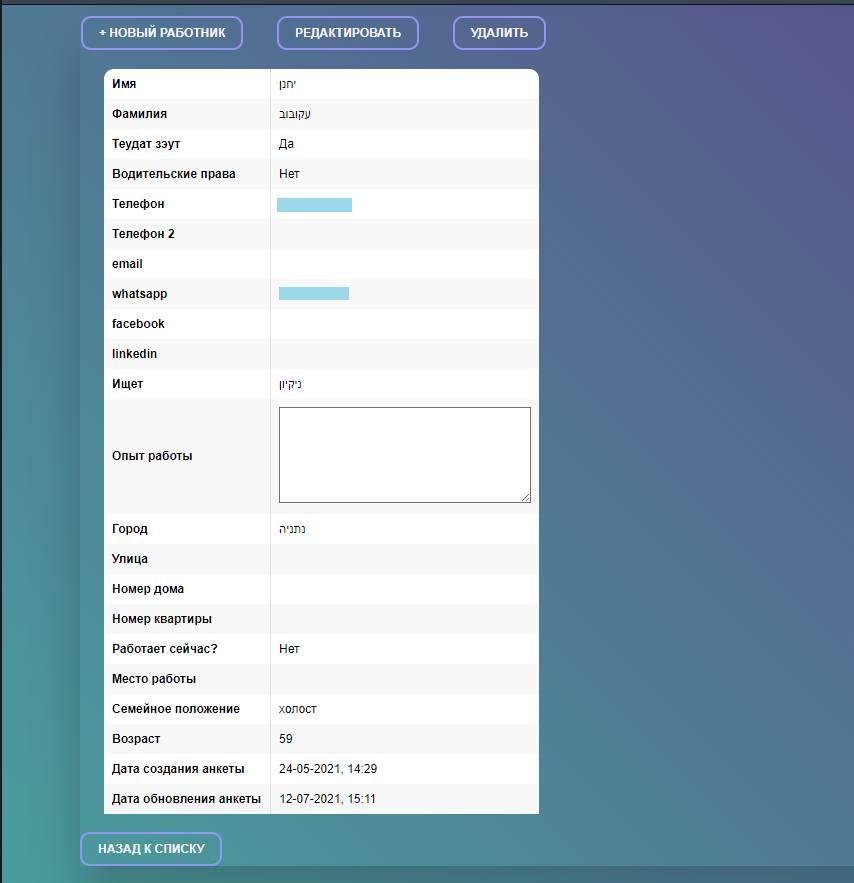 + НОВЫЙ РАБОТНИК РЕДАКТИРОВАТЬ УДАЛИТЬ
Имя יחנן
Фамилия עקובוב
Теудат зэут Да
Водительские права Нет
Телефон
Телефон 2
email
whatsapp
facebook
linkedin
Ищет ניקיון
Опыт работы
Город נתניה
Улица
Номер дома
Номер квартиры
Работает сейчас? Нет
Место работы
Семейное положение холост
Возраст 59
Дата создания анкеты 24-05-2021, 14:29
Дата обновления анкеты 12-07-2021, 15:11
НАЗАД К СПИСКУ